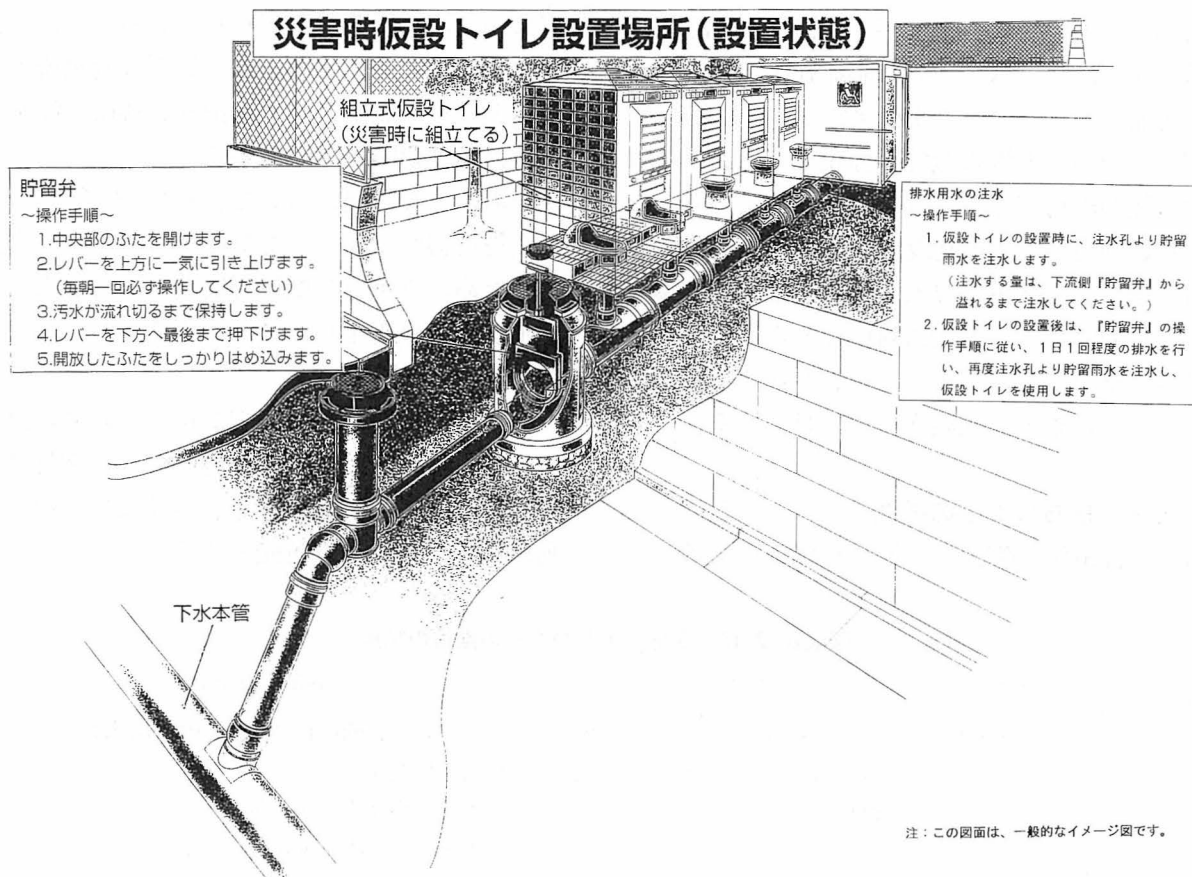 災害時仮設トイレ設置場所(設置状態)
組立式仮設トイレ
(災害時に組立てる)
貯留弁
～操作手順～
1.中央部のふたを開けます。
2.レバーを上方に一気に引き上げます。
(毎朝一回必ず操作してください)
3.汚水が流れ切るまで保持します。
4.レバーを下方へ最後まで押下げます。
5.開放したふたをしっかりはめ込みます。
排水用水の注水
～操作手順～
1. 仮設トイレの設置時に、注水孔より貯留
雨水を注水します。
(注水する量は、下流側『貯留弁』から
溢れるまで注水してください。)
2. 仮設トイレの設置後は、『貯留弁』の操
作手順に従い、1日1回程度の排水を行
い、再度注水孔より貯留雨水を注水し、
仮設トイレを使用します。
下水本管
注：この図面は、一般的なイメージ図です。